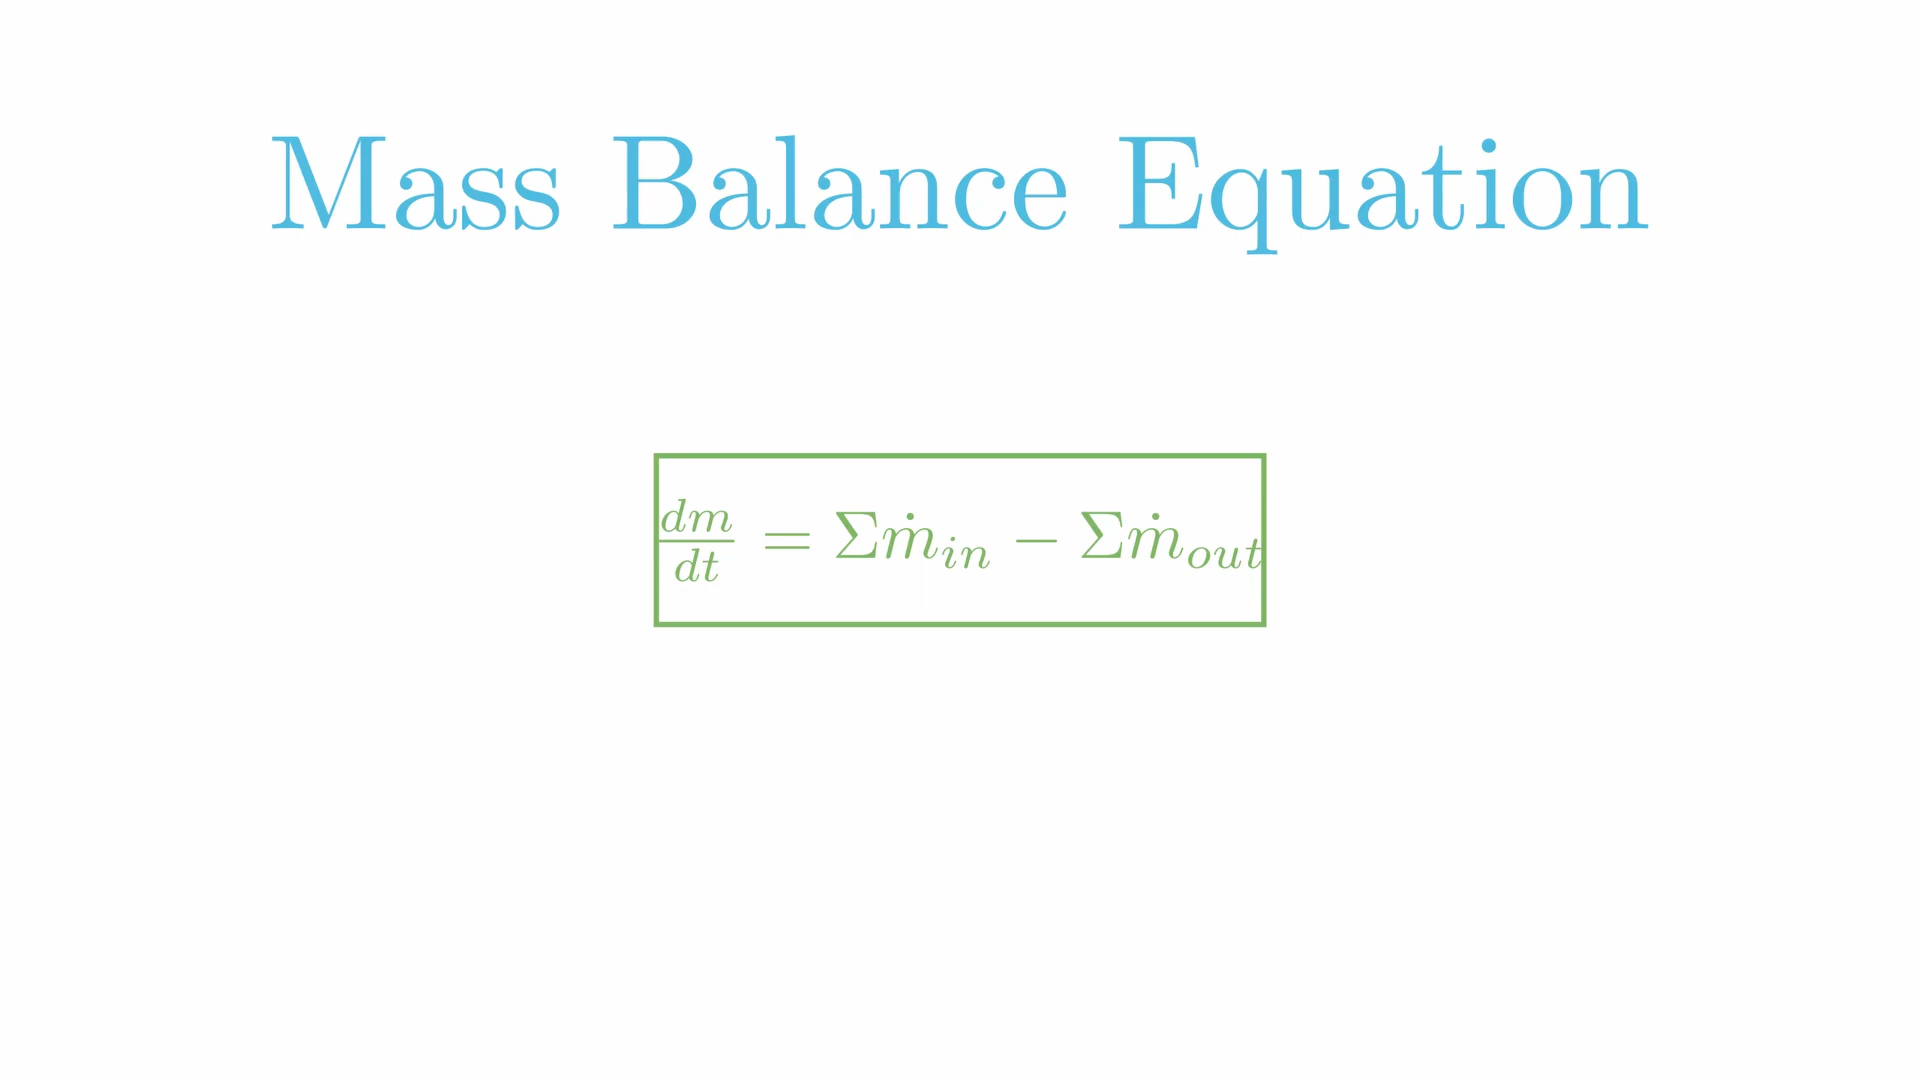 Mass Balance Equation
dm/dt = Σṁ_in − Σṁ_out